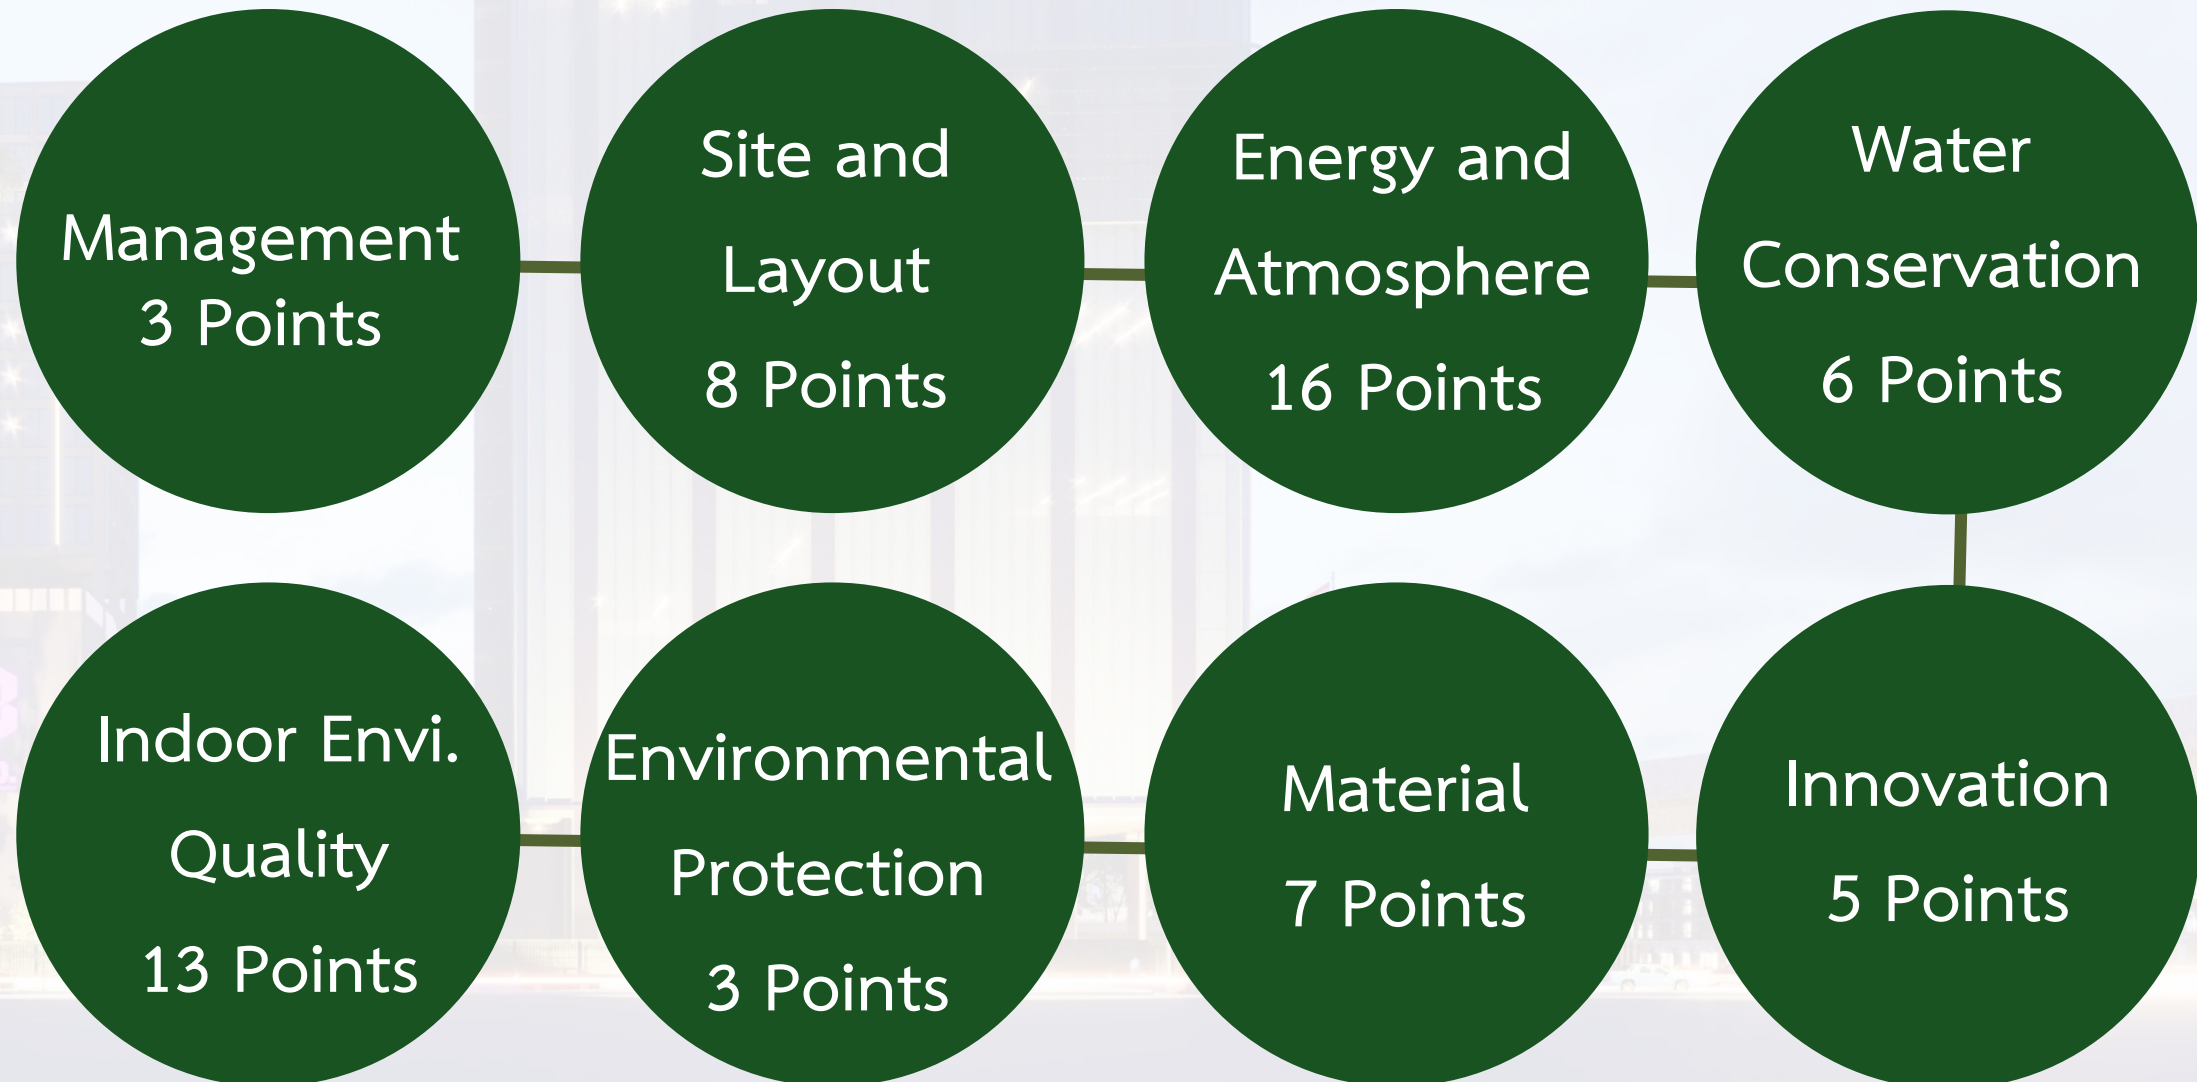 Management
3 Points
Site and
Layout
8 Points
Energy and
Atmosphere
16 Points
Water
Conservation
6 Points
Indoor Envi.
Quality
13 Points
Environmental
Protection
3 Points
Material
7 Points
Innovation
5 Points